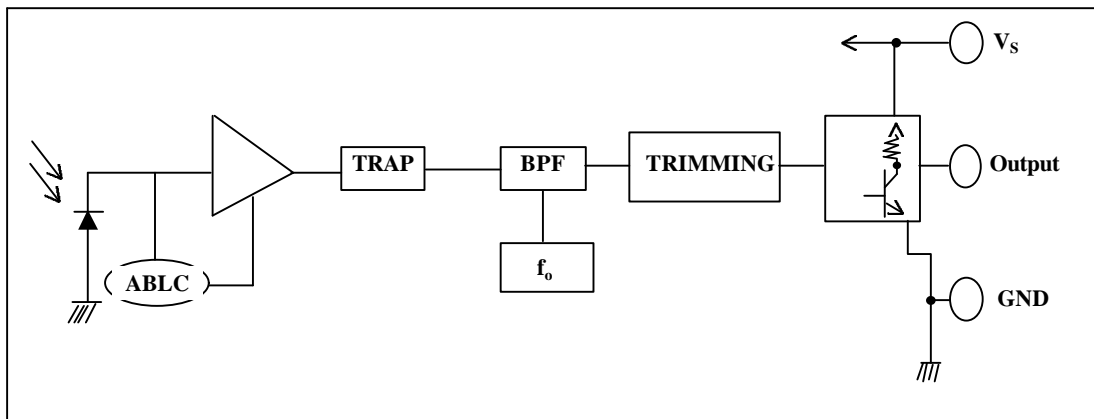 V_S
TRAP
BPF
TRIMMING
Output
ABLC
f_o
GND